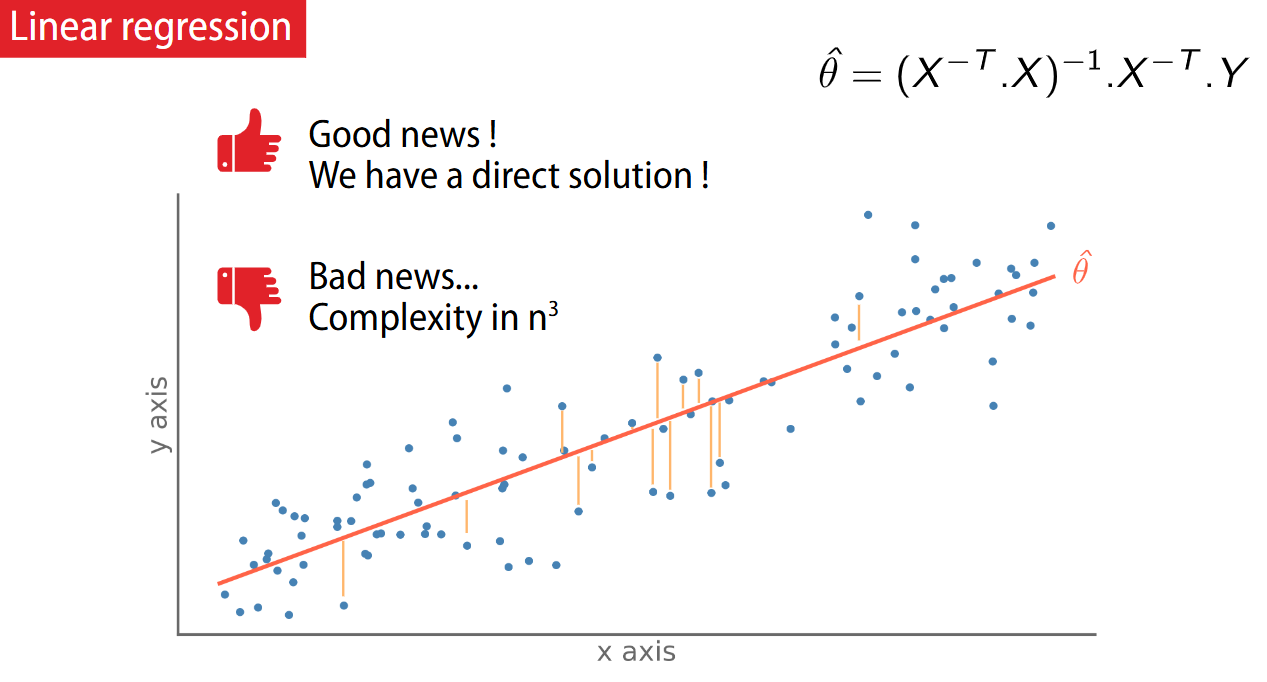 Linear regression
θ̂ = (X⁻ᵀ.X)⁻¹.X⁻ᵀ.Y
Good news !
We have a direct solution !
Bad news...
Complexity in n³
θ̂
y axis
x axis